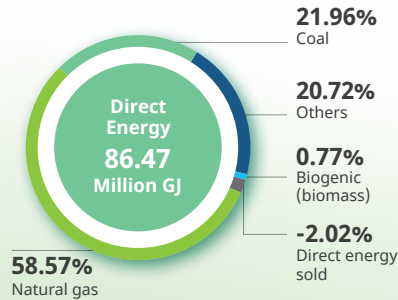 21.96%
Coal
20.72%
Others
0.77%
Biogenic
(biomass)
-2.02%
Direct energy
sold
58.57%
Natural gas
Direct
Energy
86.47
Million GJ